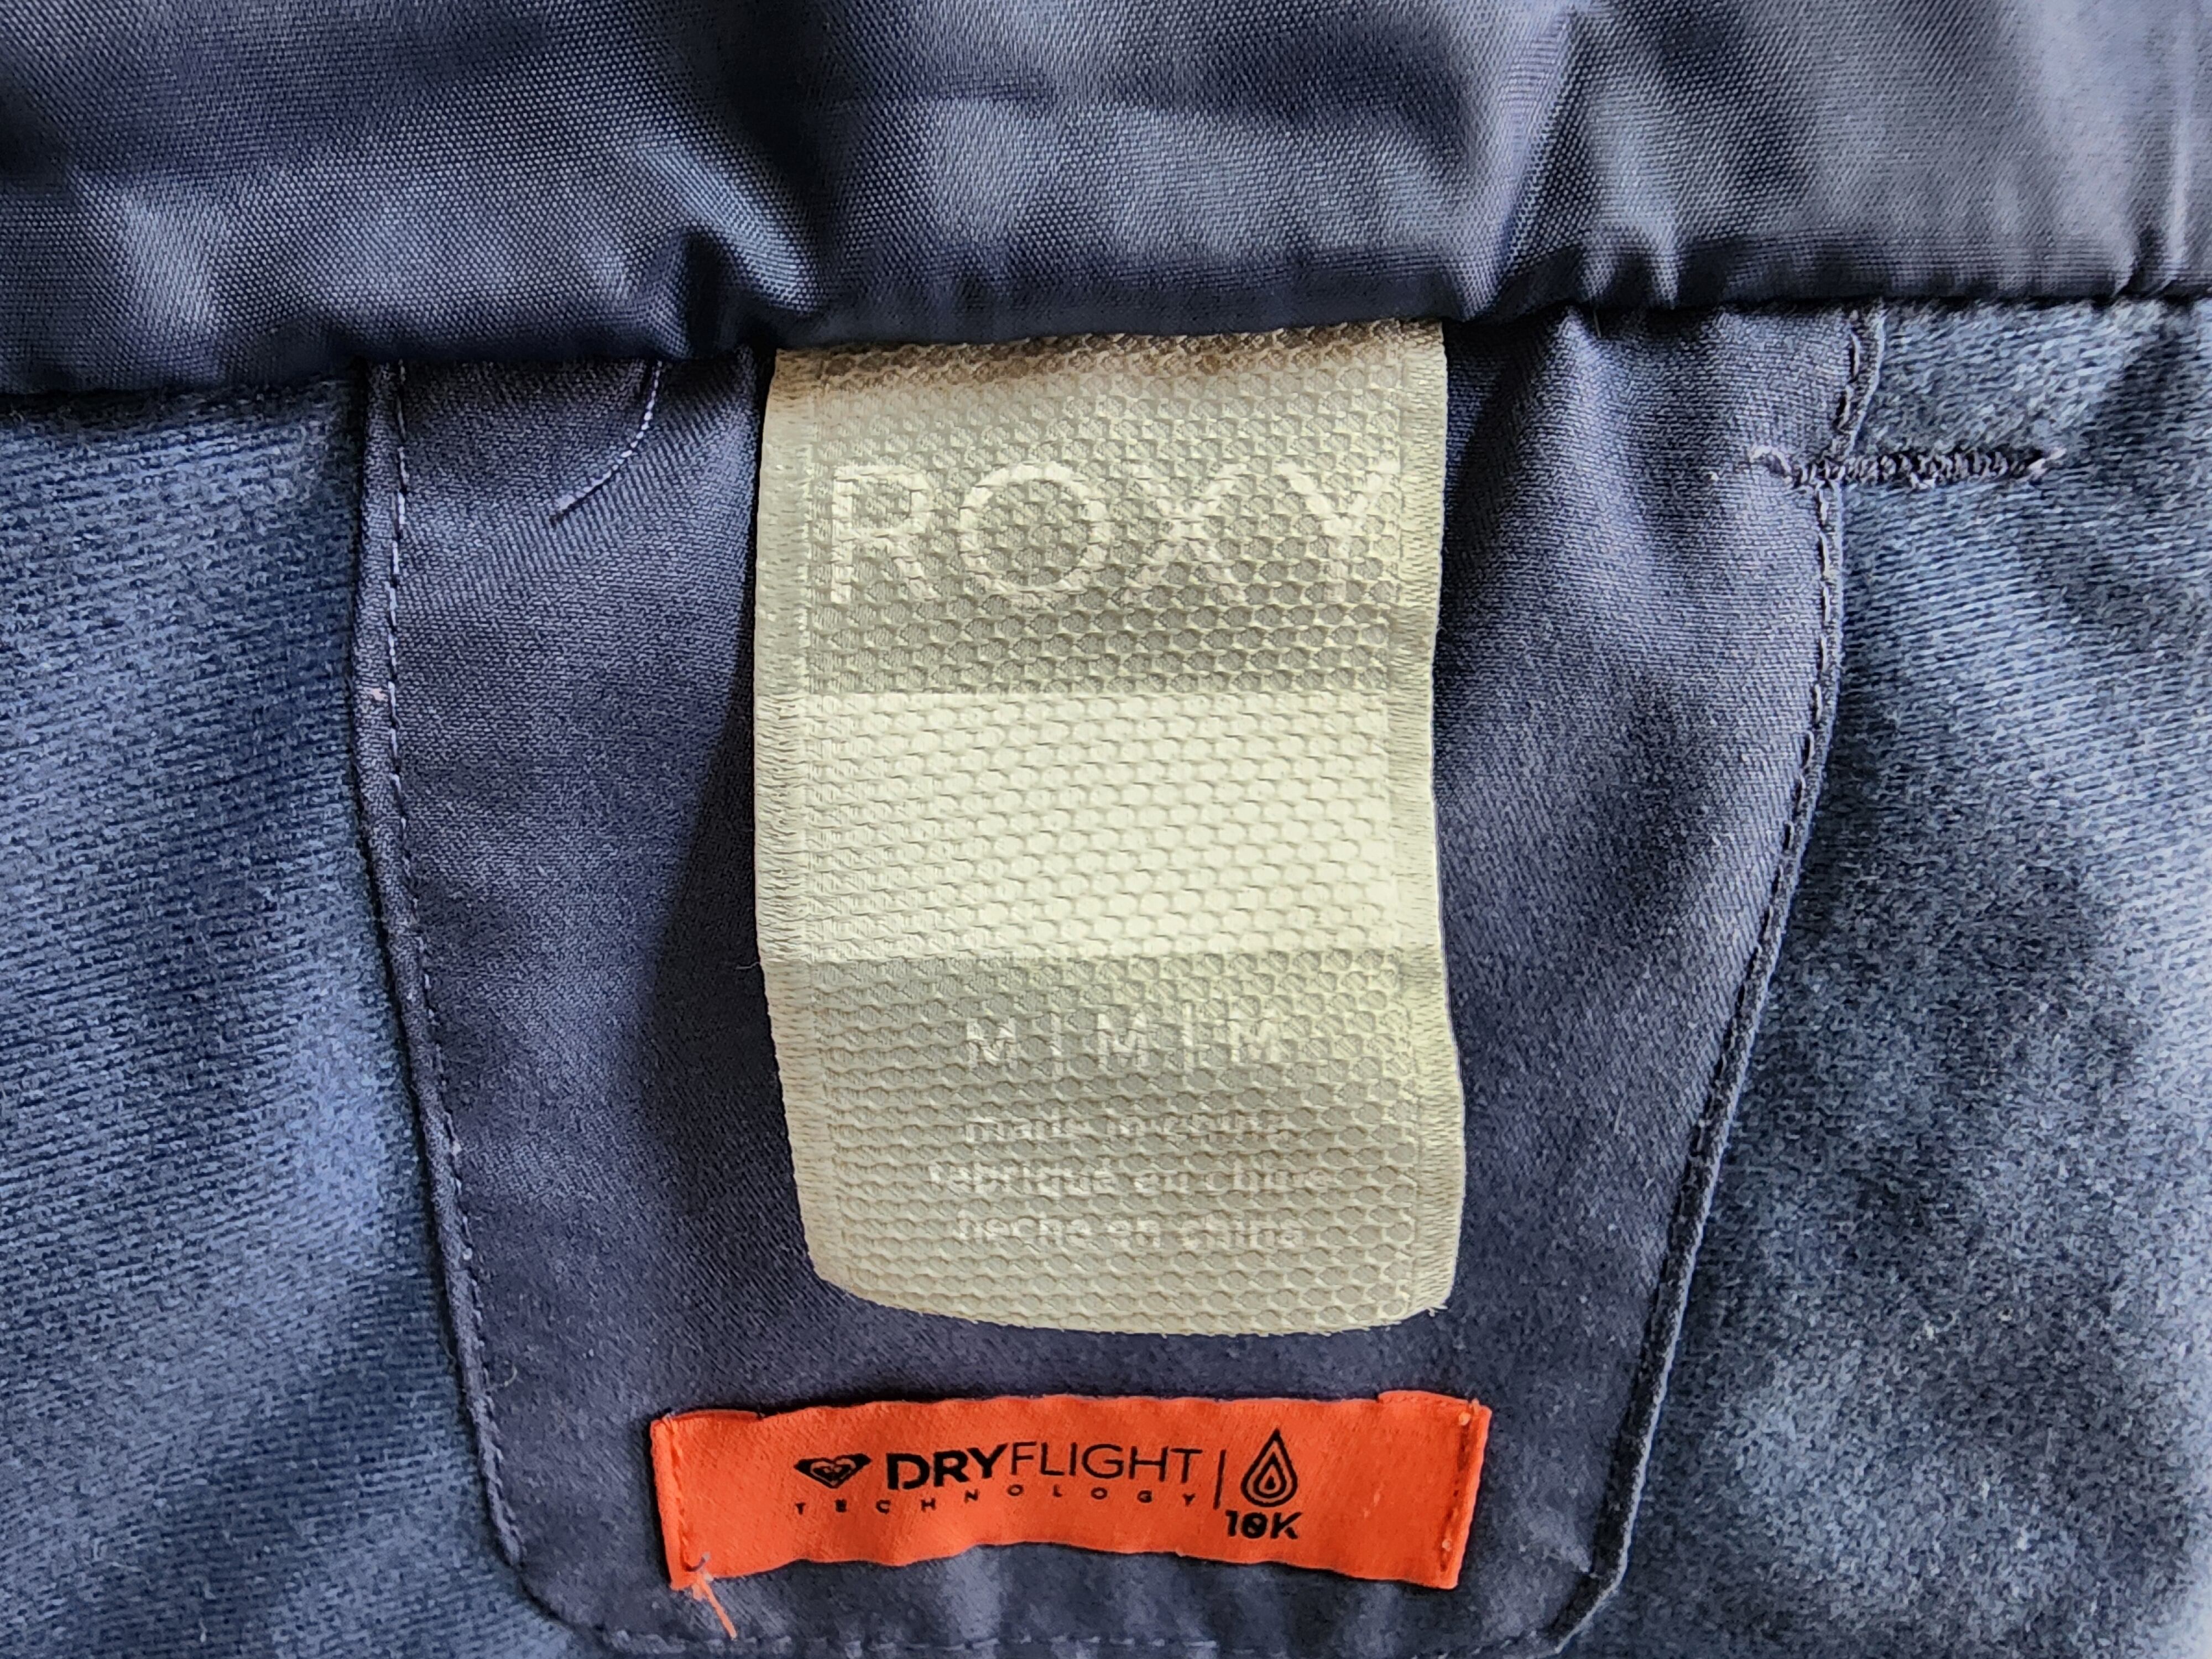 ROXY
M | M | M
made in china
fabriqué en chine
hecho en china
DRYFLIGHT
TECHNOLOGY
10K